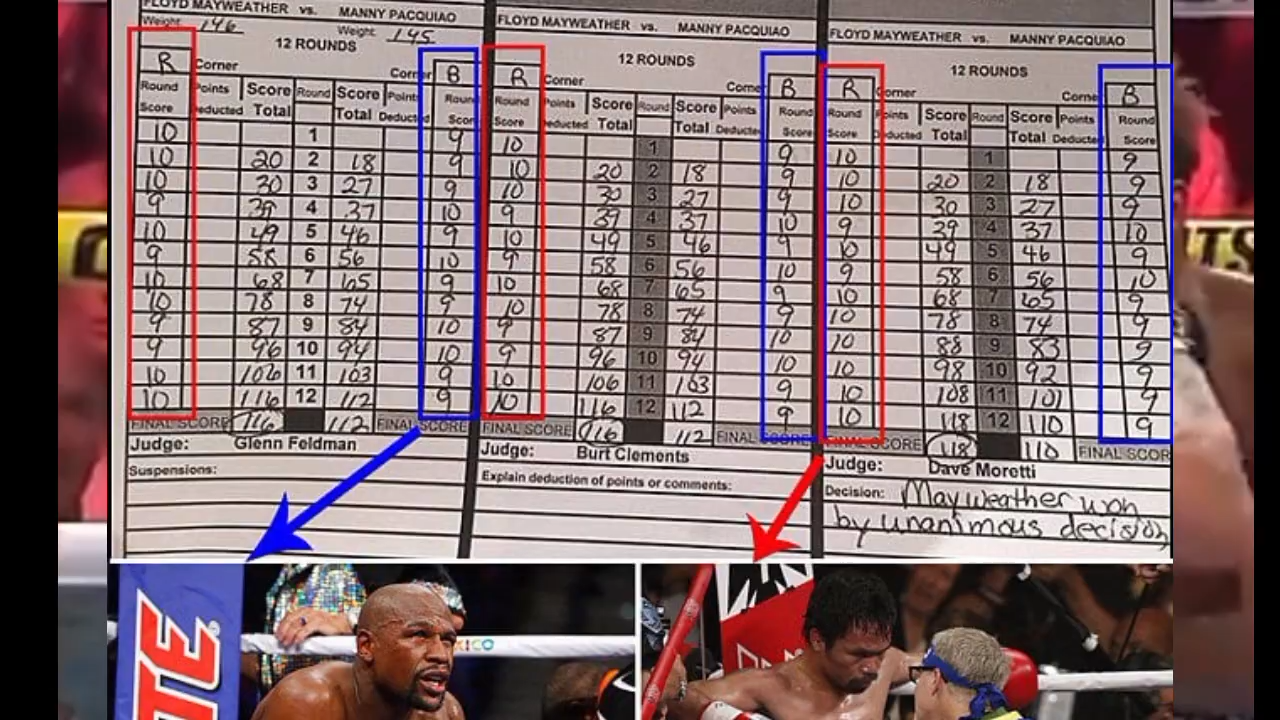 FLOYD MAYWEATHER vs. MANNY PACQUIAO
Weight: 146 Weight: 145
12 ROUNDS
R Corner Corner B
Round Score Points Deducted Score Total Round Score Total Points Deducted Round Score
10 1 9
10 20 2 18 9
10 30 3 27 9
9 39 4 37 10
10 49 5 46 9
9 58 6 56 10
10 68 7 65 9
10 78 8 74 9
9 87 9 84 10
9 96 10 94 10
10 106 11 103 9
10 116 12 112 9
FINAL SCORE 116 112 FINAL SCORE
Judge: Glenn Feldman
Suspensions:
FLOYD MAYWEATHER vs. MANNY PACQUIAO
12 ROUNDS
R Corner Corner B
Round Score Points Deducted Score Total Round Score Total Points Deducted Round Score
10 1 9
10 20 2 18 9
10 30 3 27 9
9 39 4 37 10
10 49 5 46 9
9 58 6 56 10
10 68 7 65 9
10 78 8 74 9
9 87 9 84 10
9 96 10 94 10
10 106 11 103 9
10 116 12 112 9
FINAL SCORE 116 112 FINAL SCORE
Judge: Burt Clements
Explain deduction of points or comments:
FLOYD MAYWEATHER vs. MANNY PACQUIAO
12 ROUNDS
R Corner Corner B
Round Score Points Deducted Score Total Round Score Total Points Deducted Round Score
10 1 9
10 20 2 18 9
10 30 3 27 9
9 39 4 37 10
10 49 5 46 9
9 58 6 56 10
10 68 7 65 9
10 78 8 74 9
10 88 9 83 9
10 98 10 92 9
10 108 11 101 9
10 118 12 110 9
FINAL SCORE 118 110 FINAL SCOR
Judge: Dave Moretti
Decision: Mayweather won
by unanimous decision
TE
XICO